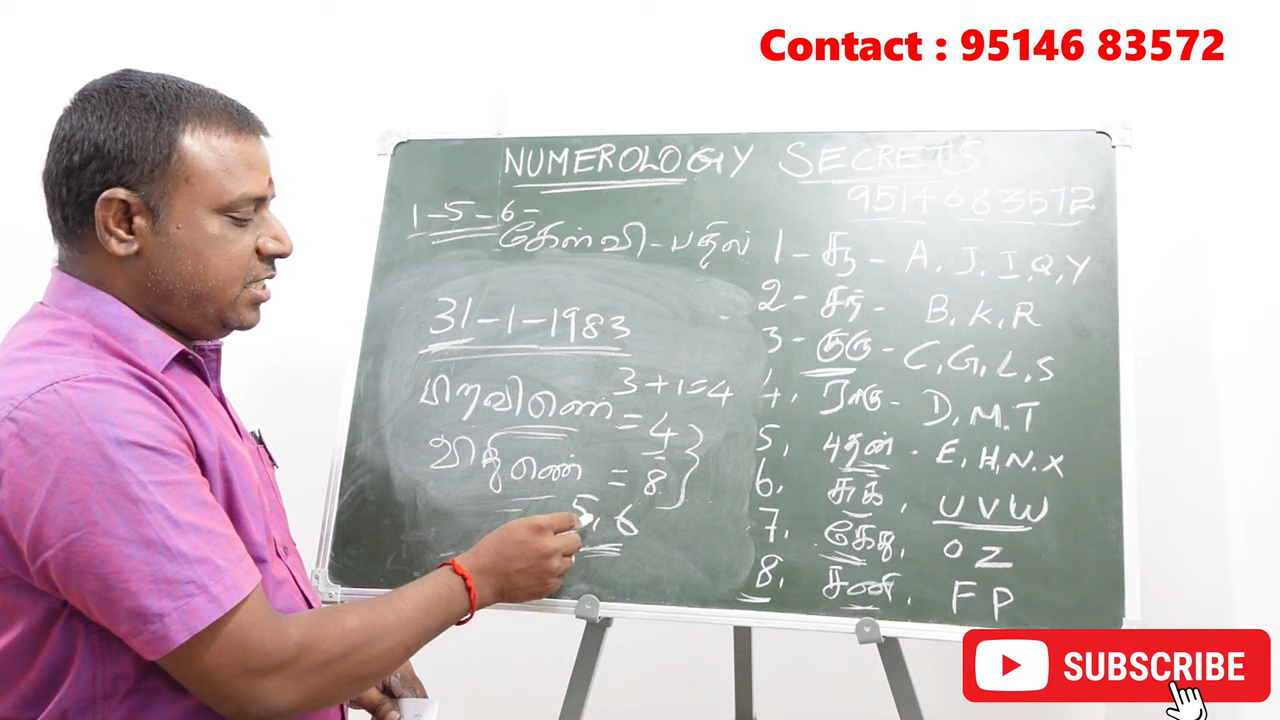 Contact : 95146 83572
NUMEROLOGY SECRETS
9514683572
1-5-6-
கேள்வி - பதில்
31-1-1983
3+1=4
பிறவிஎண் = 4
விதிஎண் = 8
5, 6
1 - சூ - A, J, I, Q, Y
2 - சந் - B, K, R
3 - குரு - C, G, L, S
4, ராகு - D, M, T
5, புதன் - E, H, N, X
6, சுக் , U V W
7, கேது, O Z
8, சனி, F P
SUBSCRIBE